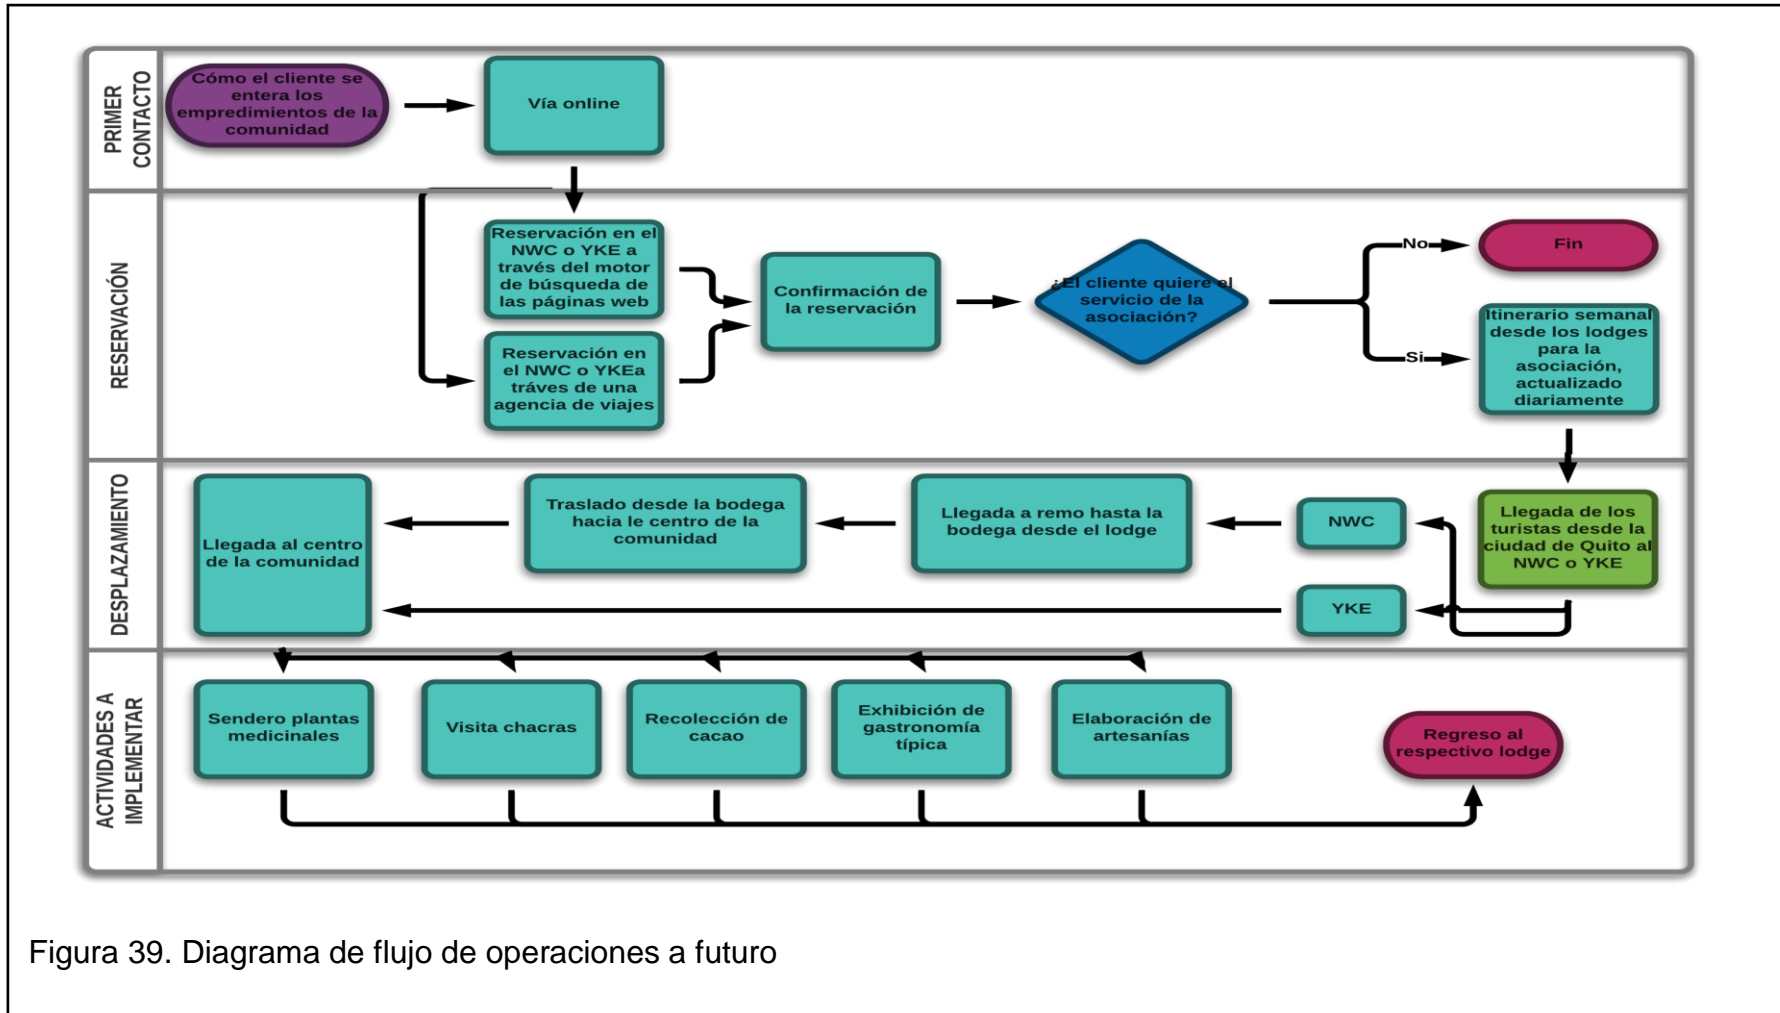 PRIMER
CONTACTO
Cómo el cliente se
entera los
empredimientos de la
comunidad
Vía online
RESERVACIÓN
Reservación en el
NWC o YKE a
través del motor
de búsqueda de
las páginas web
Reservación en
el NWC o YKEa
tráves de una
agencia de viajes
Confirmación de
la reservación
¿El cliente quiere el
servicio de la
asociación?
No
Fin
Si
Itinerario semanal
desde los lodges
para la
asociación,
actualizado
diariamente
DESPLAZAMIENTO
Llegada al centro
de la comunidad
Traslado desde la bodega
hacia le centro de la
comunidad
Llegada a remo hasta la
bodega desde el lodge
NWC
YKE
Llegada de los
turistas desde la
ciudad de Quito al
NWC o YKE
ACTIVIDADES A
IMPLEMENTAR
Sendero plantas
medicinales
Visita chacras
Recolección de
cacao
Exhibición de
gastronomía
típica
Elaboración de
artesanías
Regreso al
respectivo lodge
Figura 39. Diagrama de flujo de operaciones a futuro